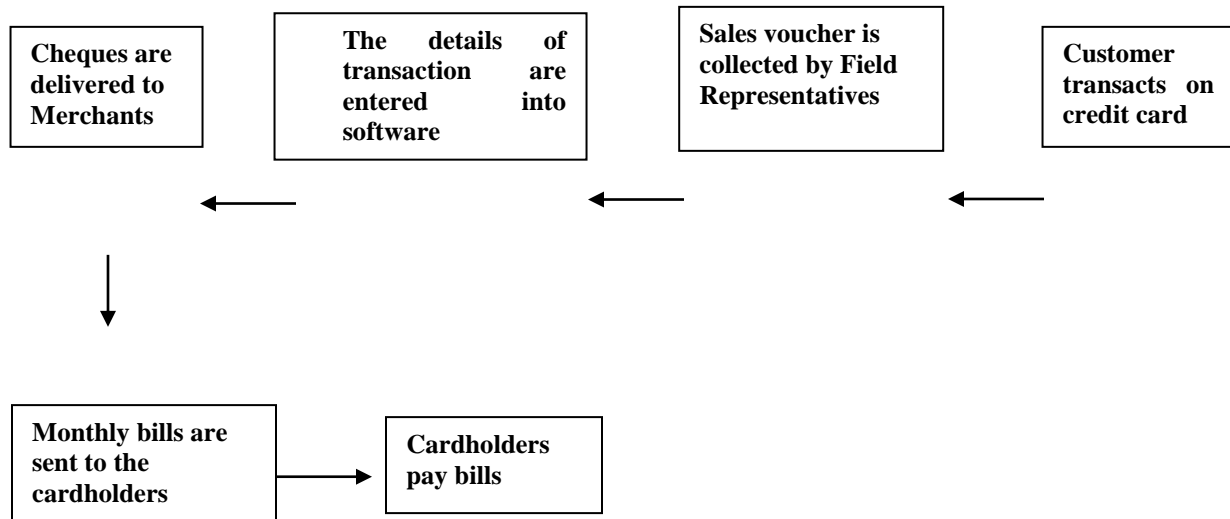 Cheques are
delivered to
Merchants
The details of
transaction are
entered into
software
Sales voucher is
collected by Field
Representatives
Customer
transacts on
credit card
Monthly bills are
sent to the
cardholders
Cardholders
pay bills